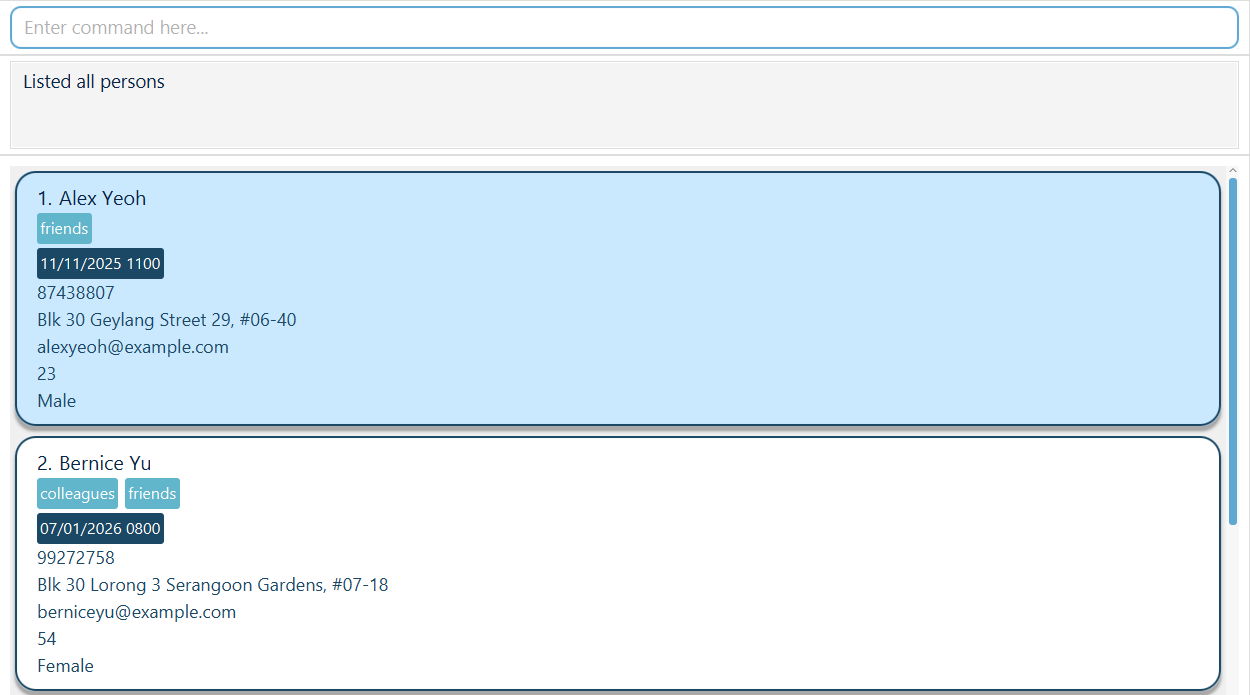 Enter command here...
Listed all persons
1. Alex Yeoh
friends
11/11/2025 1100
87438807
Blk 30 Geylang Street 29, #06-40
alexyeoh@example.com
23
Male
2. Bernice Yu
colleagues friends
07/01/2026 0800
99272758
Blk 30 Lorong 3 Serangoon Gardens, #07-18
berniceyu@example.com
54
Female